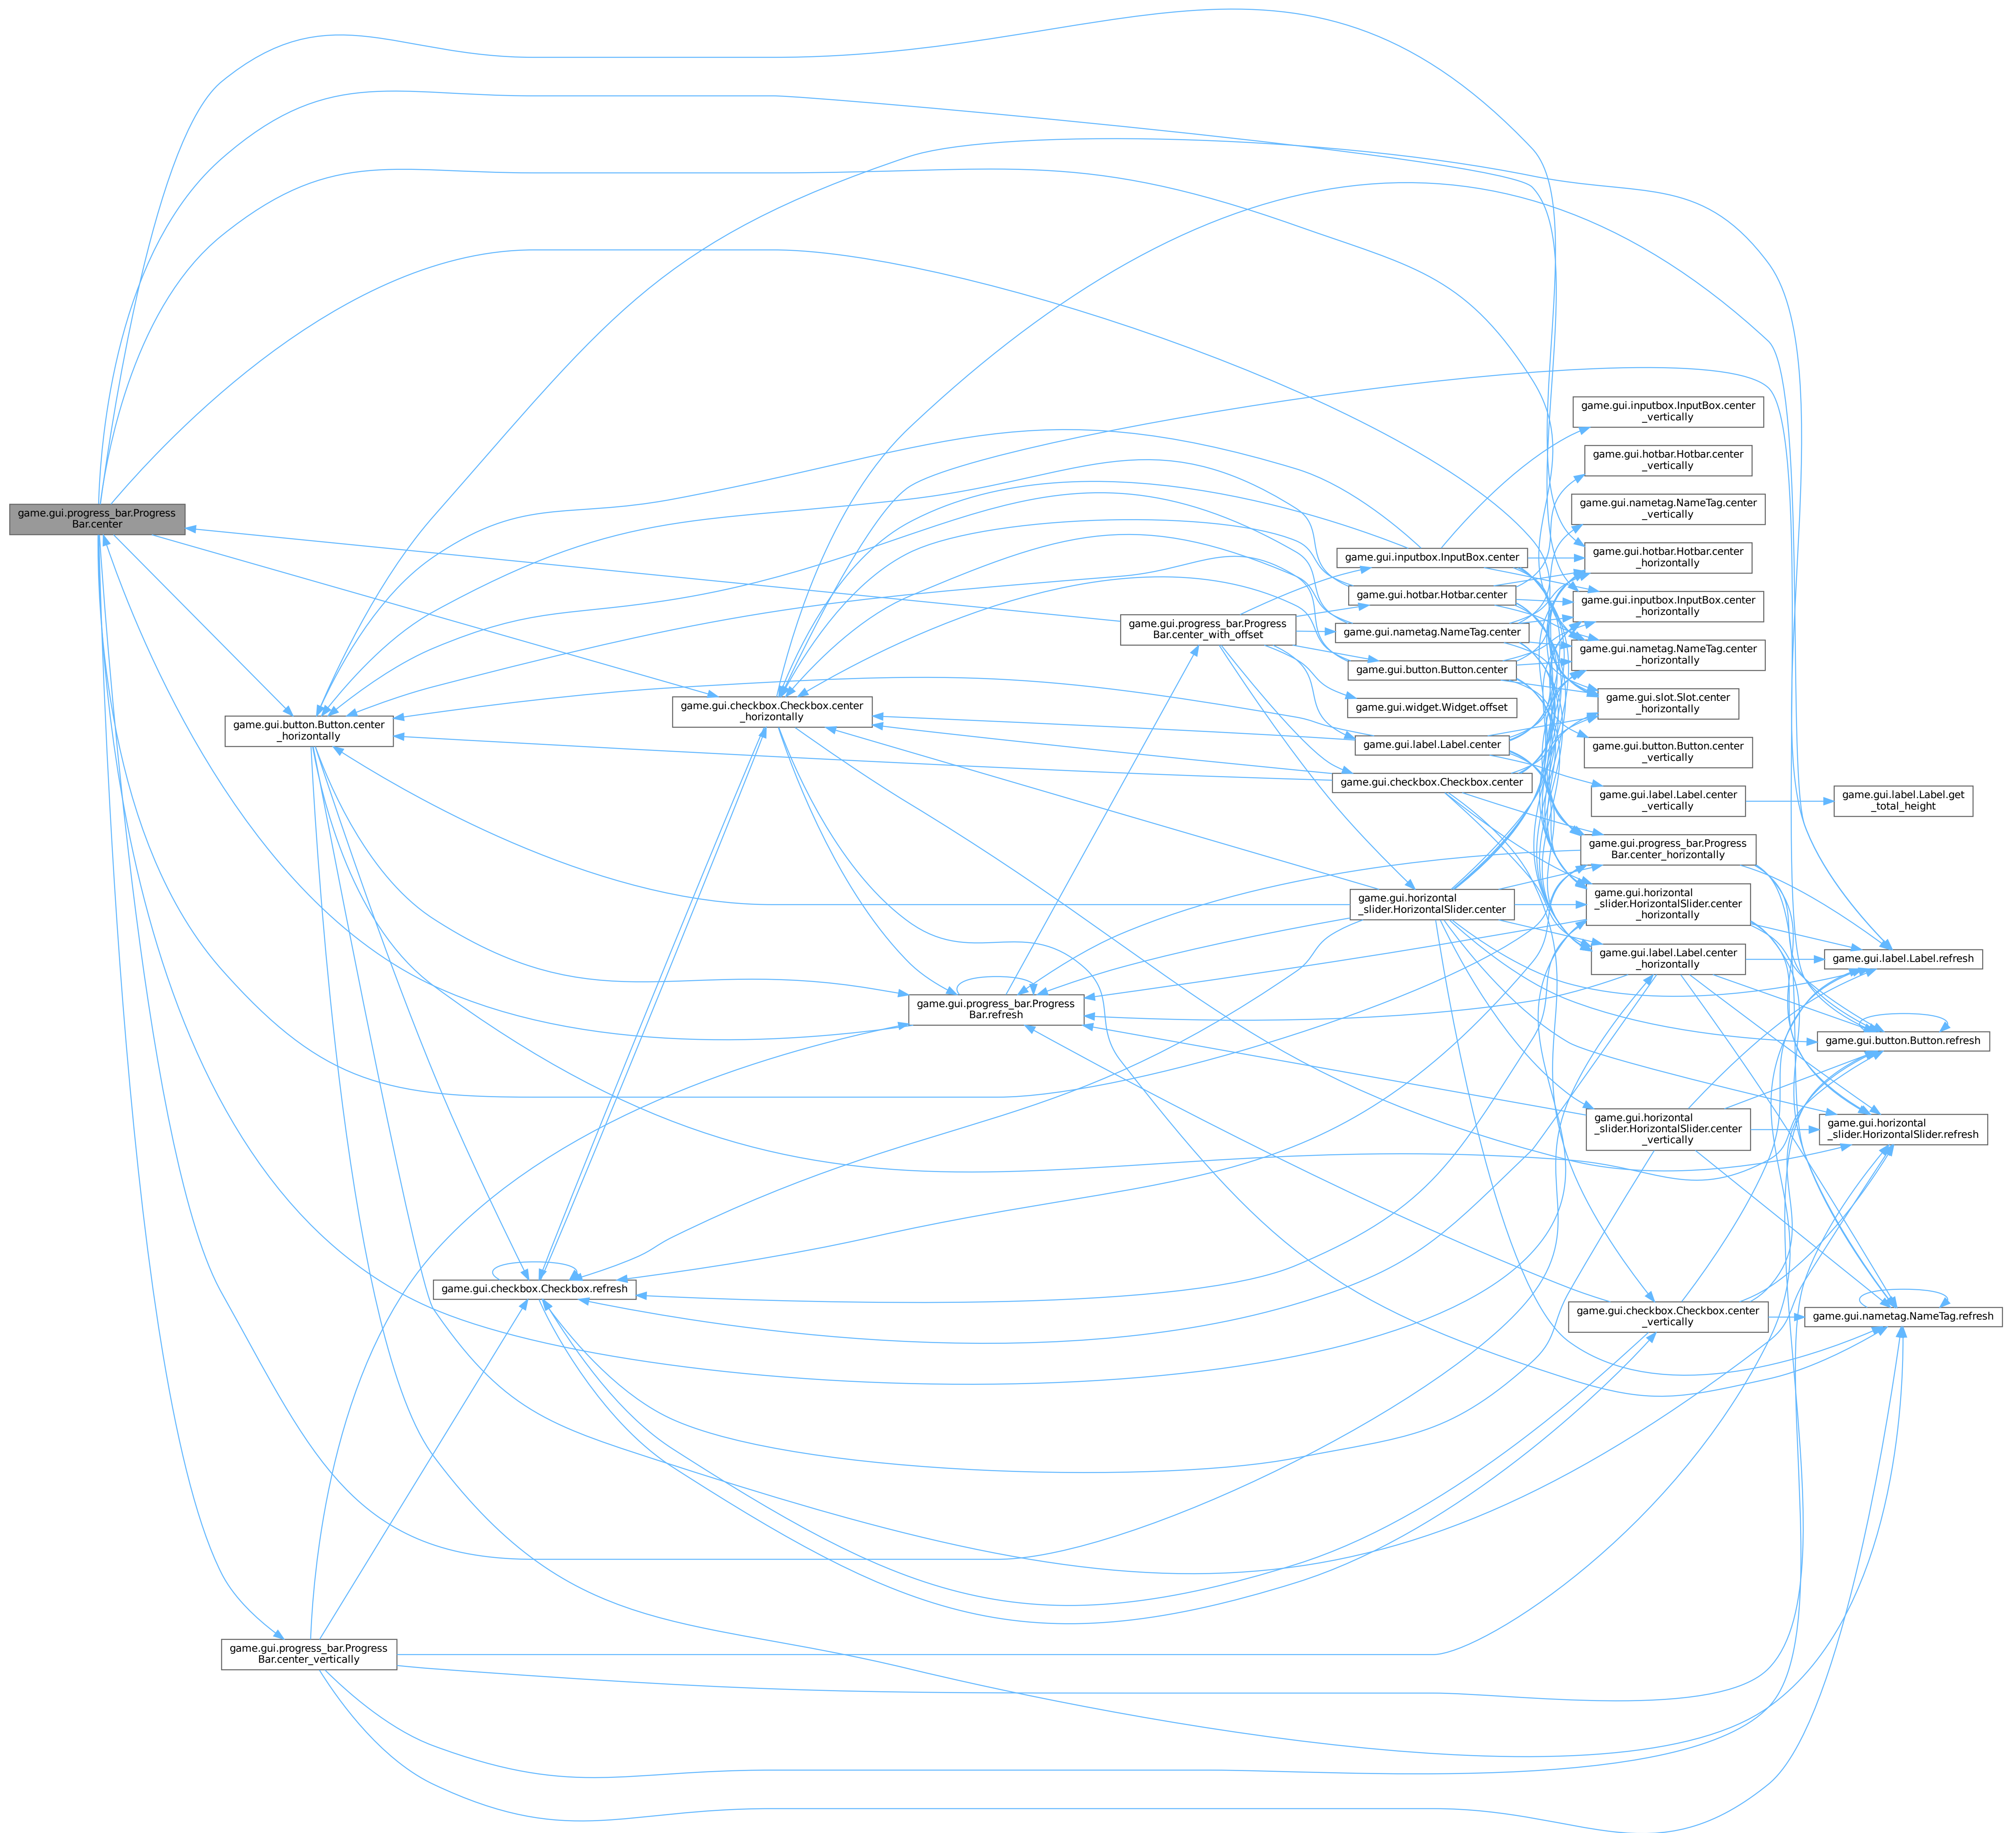 game.gui.progress_bar.Progress
Bar.center
game.gui.button.Button.center
_horizontally
game.gui.progress_bar.Progress
Bar.center_vertically
game.gui.checkbox.Checkbox.refresh
game.gui.checkbox.Checkbox.center
_horizontally
game.gui.progress_bar.Progress
Bar.refresh
game.gui.progress_bar.Progress
Bar.center_with_offset
game.gui.inputbox.InputBox.center
game.gui.hotbar.Hotbar.center
game.gui.nametag.NameTag.center
game.gui.button.Button.center
game.gui.widget.Widget.offset
game.gui.label.Label.center
game.gui.checkbox.Checkbox.center
game.gui.horizontal
_slider.HorizontalSlider.center
game.gui.inputbox.InputBox.center
_vertically
game.gui.hotbar.Hotbar.center
_vertically
game.gui.nametag.NameTag.center
_vertically
game.gui.hotbar.Hotbar.center
_horizontally
game.gui.inputbox.InputBox.center
_horizontally
game.gui.nametag.NameTag.center
_horizontally
game.gui.slot.Slot.center
_horizontally
game.gui.button.Button.center
_vertically
game.gui.label.Label.center
_vertically
game.gui.progress_bar.Progress
Bar.center_horizontally
game.gui.horizontal
_slider.HorizontalSlider.center
_horizontally
game.gui.label.Label.center
_horizontally
game.gui.horizontal
_slider.HorizontalSlider.center
_vertically
game.gui.checkbox.Checkbox.center
_vertically
game.gui.label.Label.get
_total_height
game.gui.label.Label.refresh
game.gui.button.Button.refresh
game.gui.horizontal
_slider.HorizontalSlider.refresh
game.gui.nametag.NameTag.refresh